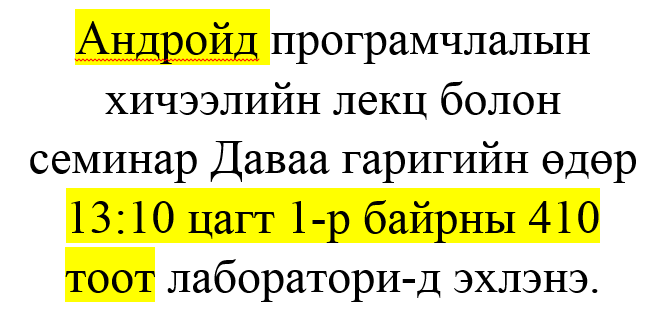 Андройд програмчлалын
хичээлийн лекц болон
семинар Даваа гаригийн өдөр
13:10 цагт 1-р байрны 410
тоот лаборатори-д эхлэнэ.